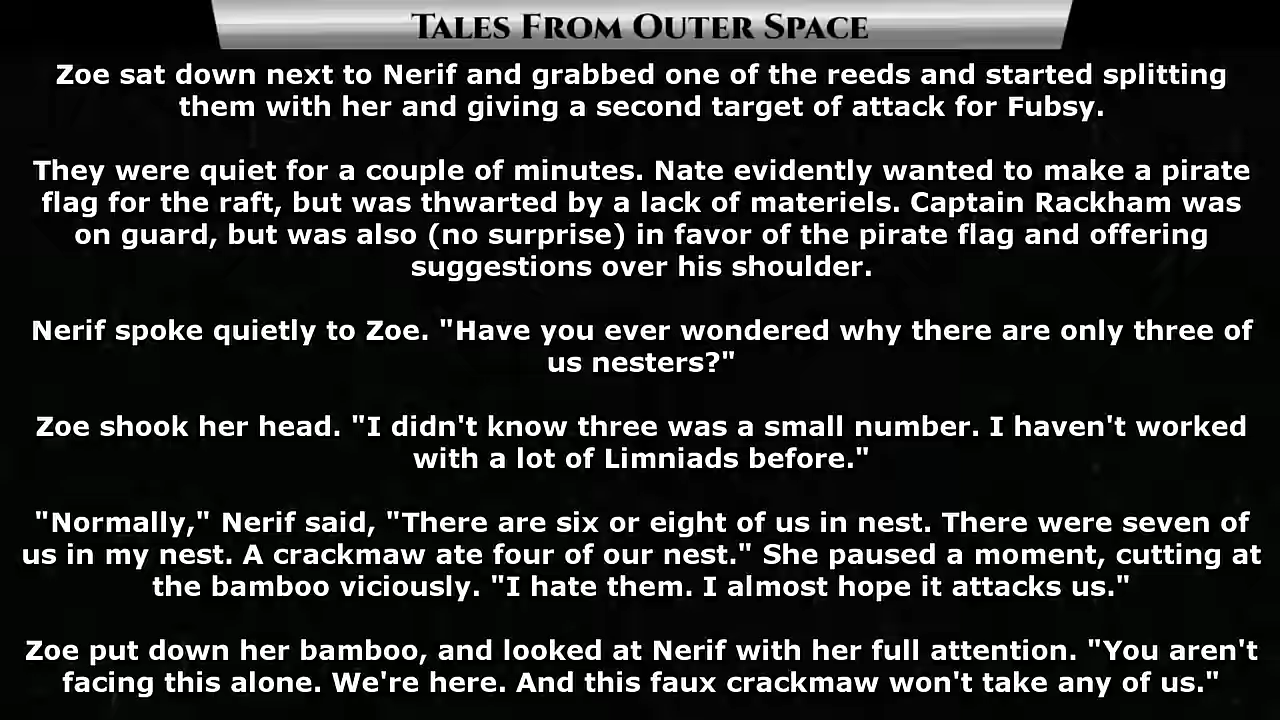 Tales From Outer Space
Zoe sat down next to Nerif and grabbed one of the reeds and started splitting
them with her and giving a second target of attack for Fubsy.
They were quiet for a couple of minutes. Nate evidently wanted to make a pirate
flag for the raft, but was thwarted by a lack of materiels. Captain Rackham was
on guard, but was also (no surprise) in favor of the pirate flag and offering
suggestions over his shoulder.
Nerif spoke quietly to Zoe. "Have you ever wondered why there are only three of
us nesters?"
Zoe shook her head. "I didn't know three was a small number. I haven't worked
with a lot of Limniads before."
"Normally," Nerif said, "There are six or eight of us in nest. There were seven of
us in my nest. A crackmaw ate four of our nest." She paused a moment, cutting at
the bamboo viciously. "I hate them. I almost hope it attacks us."
Zoe put down her bamboo, and looked at Nerif with her full attention. "You aren't
facing this alone. We're here. And this faux crackmaw won't take any of us."